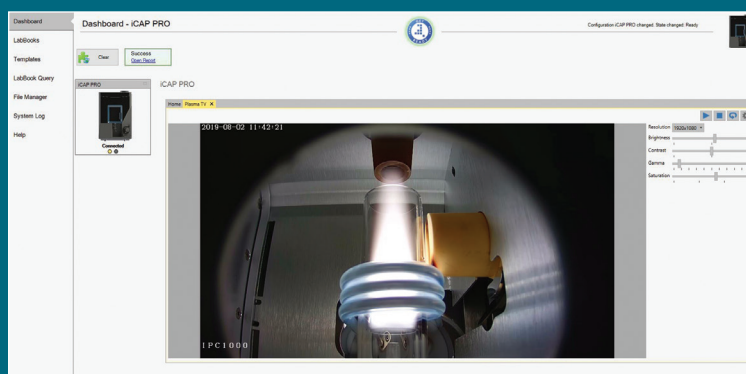 Dashboard
LabBooks
Templates
LabBook Query
File Manager
System Log
Help
Dashboard - iCAP PRO
Configuration iCAP PRO changed. State changed: Ready
Clear
Success
Open Report
iCAP PRO
Connected
iCAP PRO
Home Plasma TV X
2019-08-02 11:42:21
IPC1000
Resolution 1920x1080
Brightness
Contrast
Gamma
Saturation